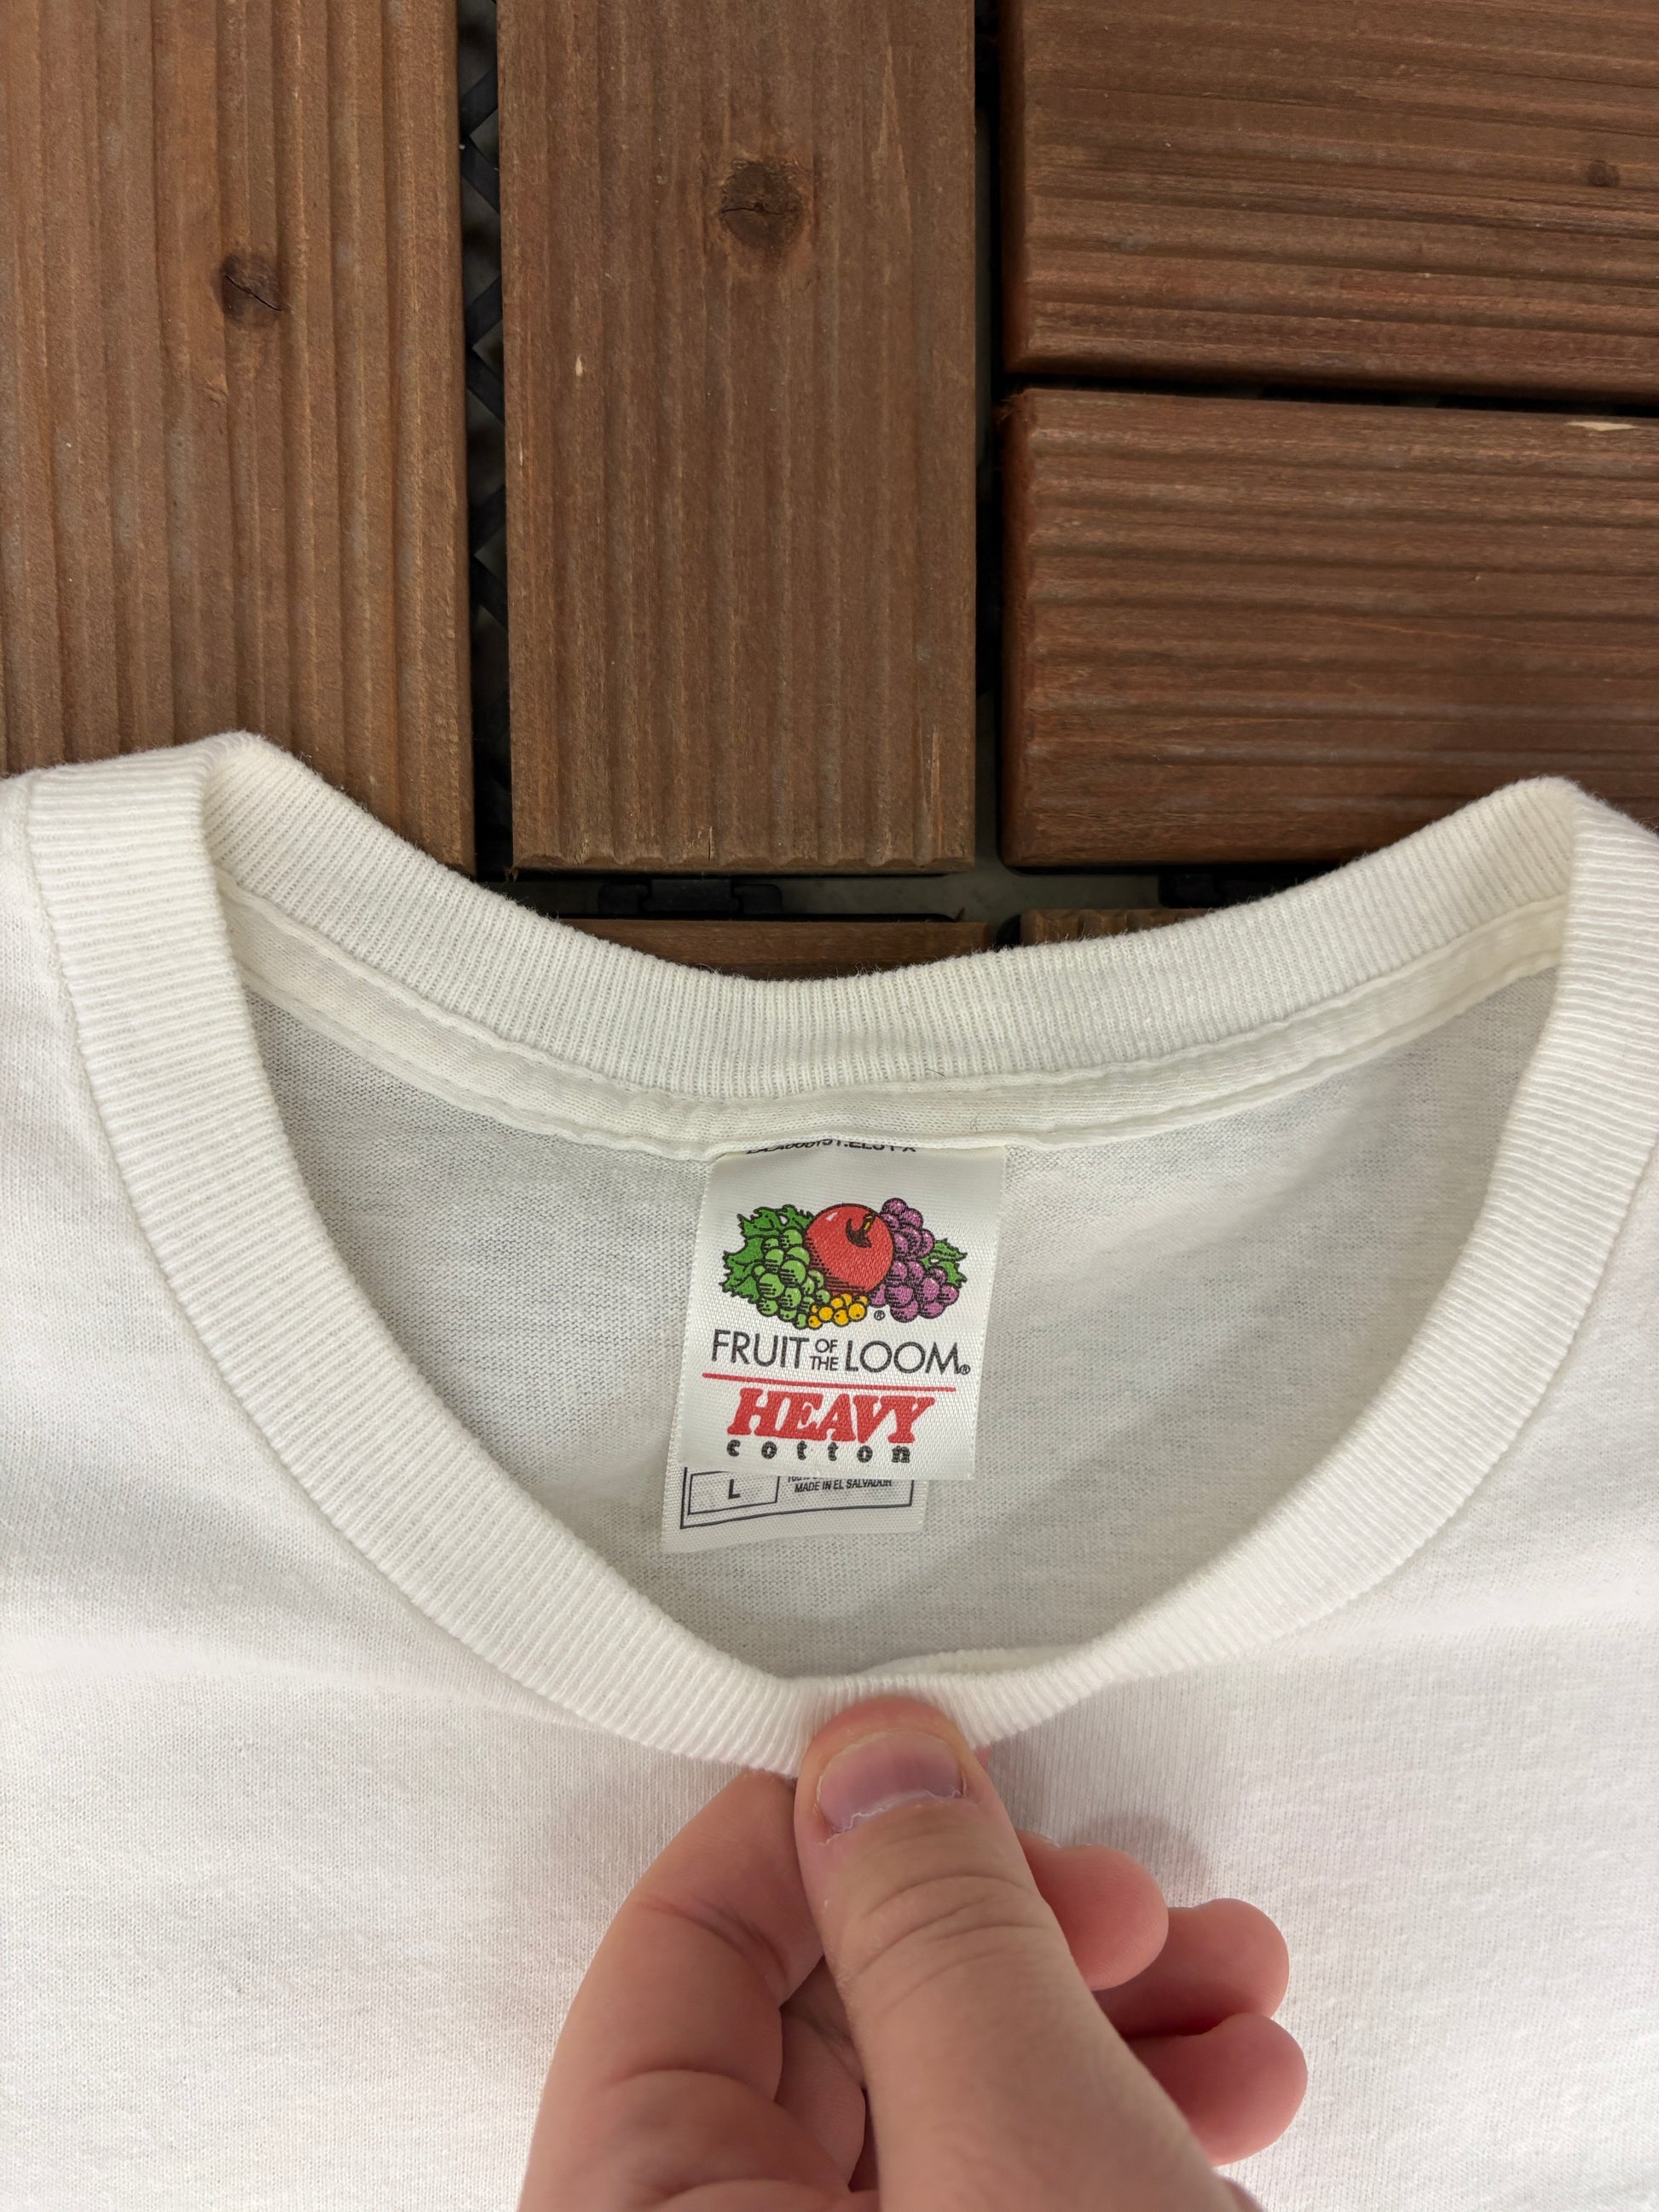 ®
FRUIT OF THE LOOM®
HEAVY
cotton
L
MADE IN EL SALVADOR